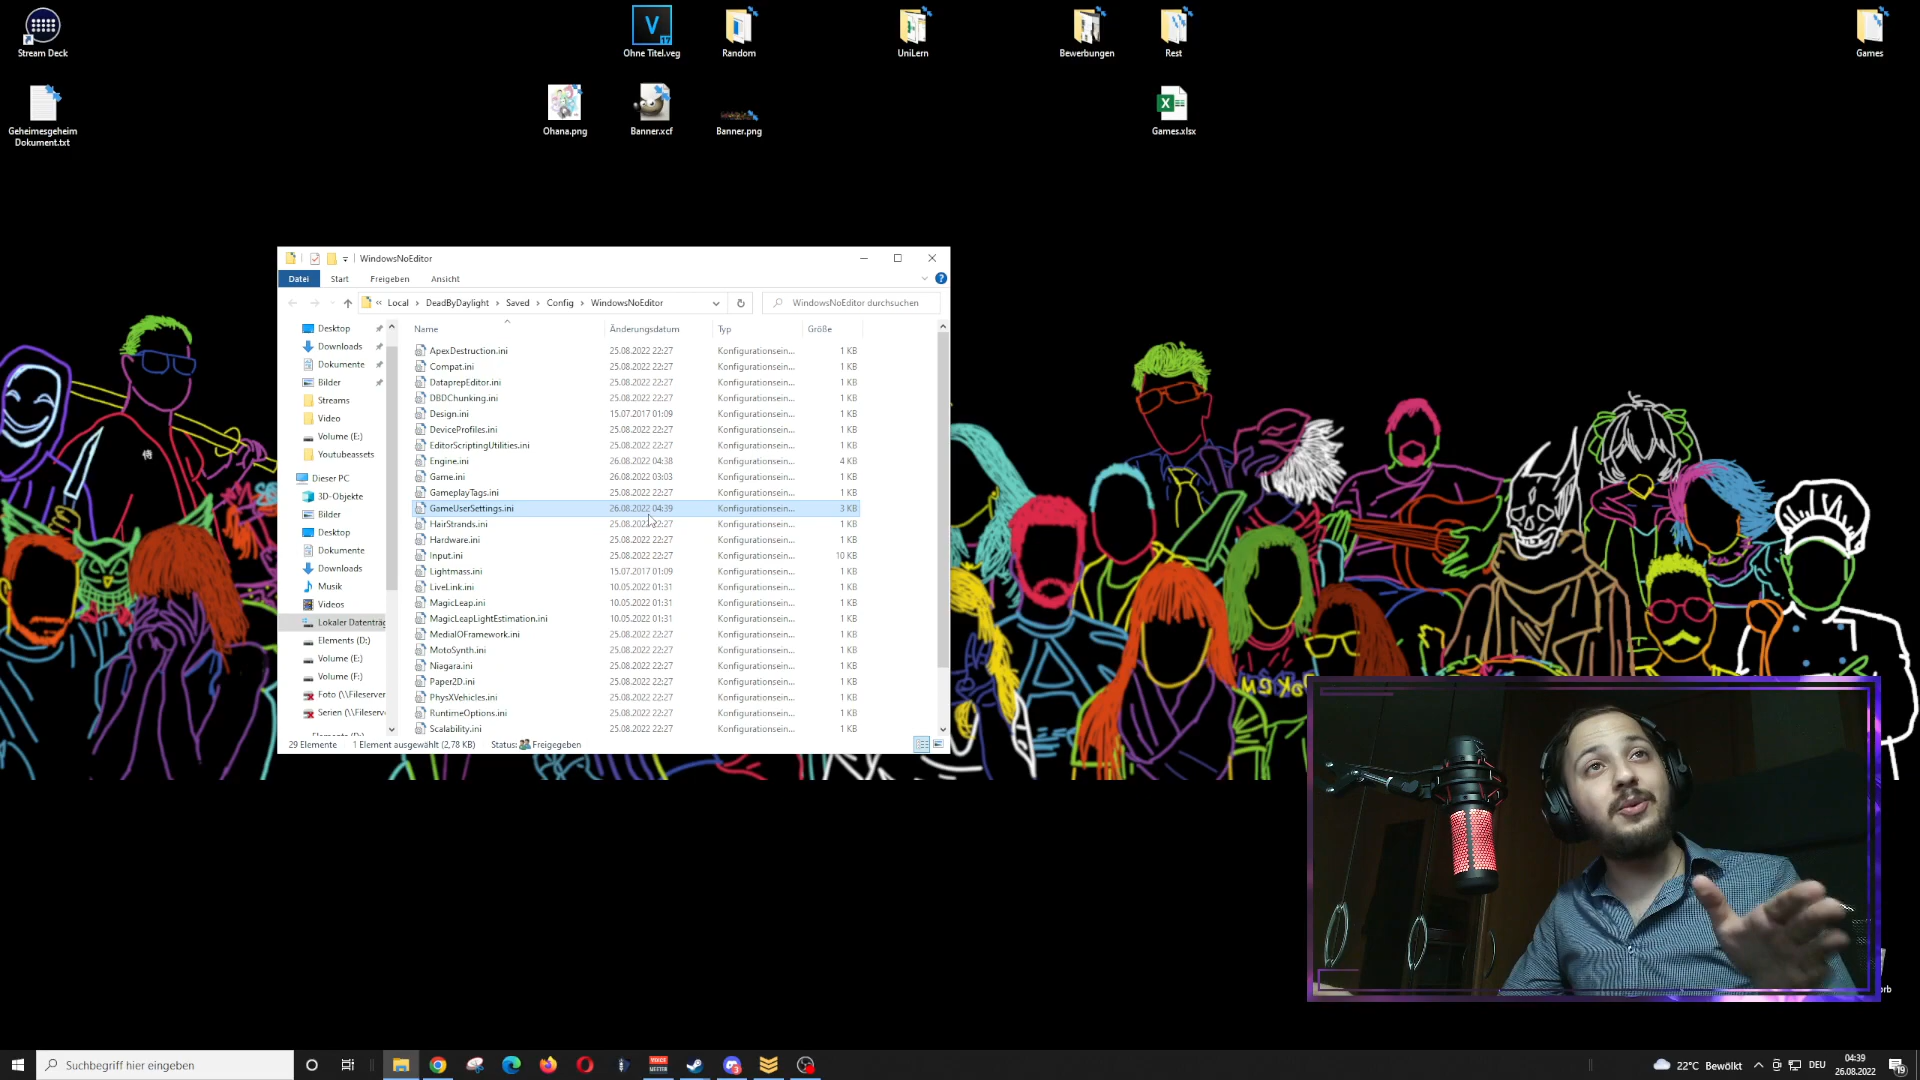 Stream Deck
Ohne Titel.veg
Random
UniLern
Bewerbungen
Rest
Games
Geheimesgeheim
Dokument.txt
Ohana.png
Banner.xcf
Banner.png
Games.xlsx
WindowsNoEditor
Datei Start Freigeben Ansicht
« Local › DeadByDaylight › Saved › Config › WindowsNoEditor
WindowsNoEditor durchsuchen
Desktop
Downloads
Dokumente
Bilder
Streams
Video
Volume (E:)
Youtubeassets
Dieser PC
3D-Objekte
Bilder
Desktop
Dokumente
Downloads
Musik
Videos
Lokaler Datenträg
Elements (D:)
Volume (E:)
Volume (F:)
Foto (\\Fileserver
Serien (\\Fileserv
Name Änderungsdatum Typ Größe
ApexDestruction.ini 25.08.2022 22:27 Konfigurationsein... 1 KB
Compat.ini 25.08.2022 22:27 Konfigurationsein... 1 KB
DataprepEditor.ini 25.08.2022 22:27 Konfigurationsein... 1 KB
DBDChunking.ini 25.08.2022 22:27 Konfigurationsein... 1 KB
Design.ini 15.07.2017 01:09 Konfigurationsein... 1 KB
DeviceProfiles.ini 25.08.2022 22:27 Konfigurationsein... 1 KB
EditorScriptingUtilities.ini 25.08.2022 22:27 Konfigurationsein... 1 KB
Engine.ini 26.08.2022 04:38 Konfigurationsein... 4 KB
Game.ini 26.08.2022 03:03 Konfigurationsein... 1 KB
GameplayTags.ini 25.08.2022 22:27 Konfigurationsein... 1 KB
GameUserSettings.ini 26.08.2022 04:39 Konfigurationsein... 3 KB
HairStrands.ini 25.08.2022 22:27 Konfigurationsein... 1 KB
Hardware.ini 25.08.2022 22:27 Konfigurationsein... 1 KB
Input.ini 25.08.2022 22:27 Konfigurationsein... 10 KB
Lightmass.ini 15.07.2017 01:09 Konfigurationsein... 1 KB
LiveLink.ini 10.05.2022 01:31 Konfigurationsein... 1 KB
MagicLeap.ini 10.05.2022 01:31 Konfigurationsein... 1 KB
MagicLeapLightEstimation.ini 10.05.2022 01:31 Konfigurationsein... 1 KB
MediaIOFramework.ini 25.08.2022 22:27 Konfigurationsein... 1 KB
MotoSynth.ini 25.08.2022 22:27 Konfigurationsein... 1 KB
Niagara.ini 25.08.2022 22:27 Konfigurationsein... 1 KB
Paper2D.ini 25.08.2022 22:27 Konfigurationsein... 1 KB
PhysXVehicles.ini 25.08.2022 22:27 Konfigurationsein... 1 KB
RuntimeOptions.ini 25.08.2022 22:27 Konfigurationsein... 1 KB
Scalability.ini 25.08.2022 22:27 Konfigurationsein... 1 KB
29 Elemente 1 Element ausgewählt (2,78 KB) Status: Freigegeben
侍
orb
Suchbegriff hier eingeben
VOICE
MEETER
22°C Bewölkt
DEU
04:39
26.08.2022
19